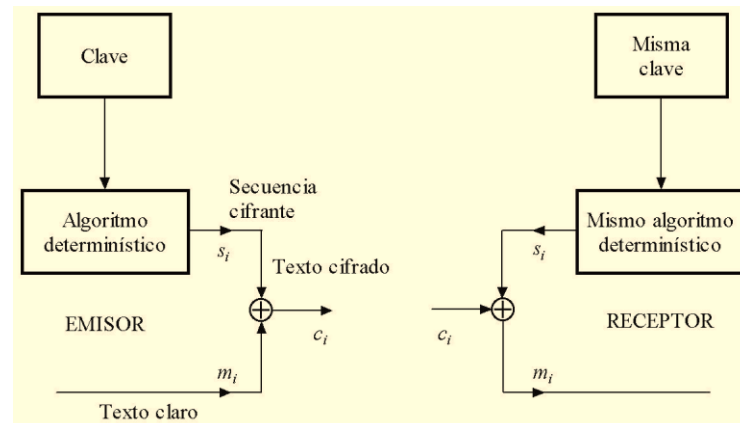 Clave
Misma
clave
Secuencia
cifrante
Algoritmo
determinístico
Mismo algoritmo
determinístico
s_i
s_i
Texto cifrado
EMISOR
RECEPTOR
c_i
c_i
m_i
m_i
Texto claro